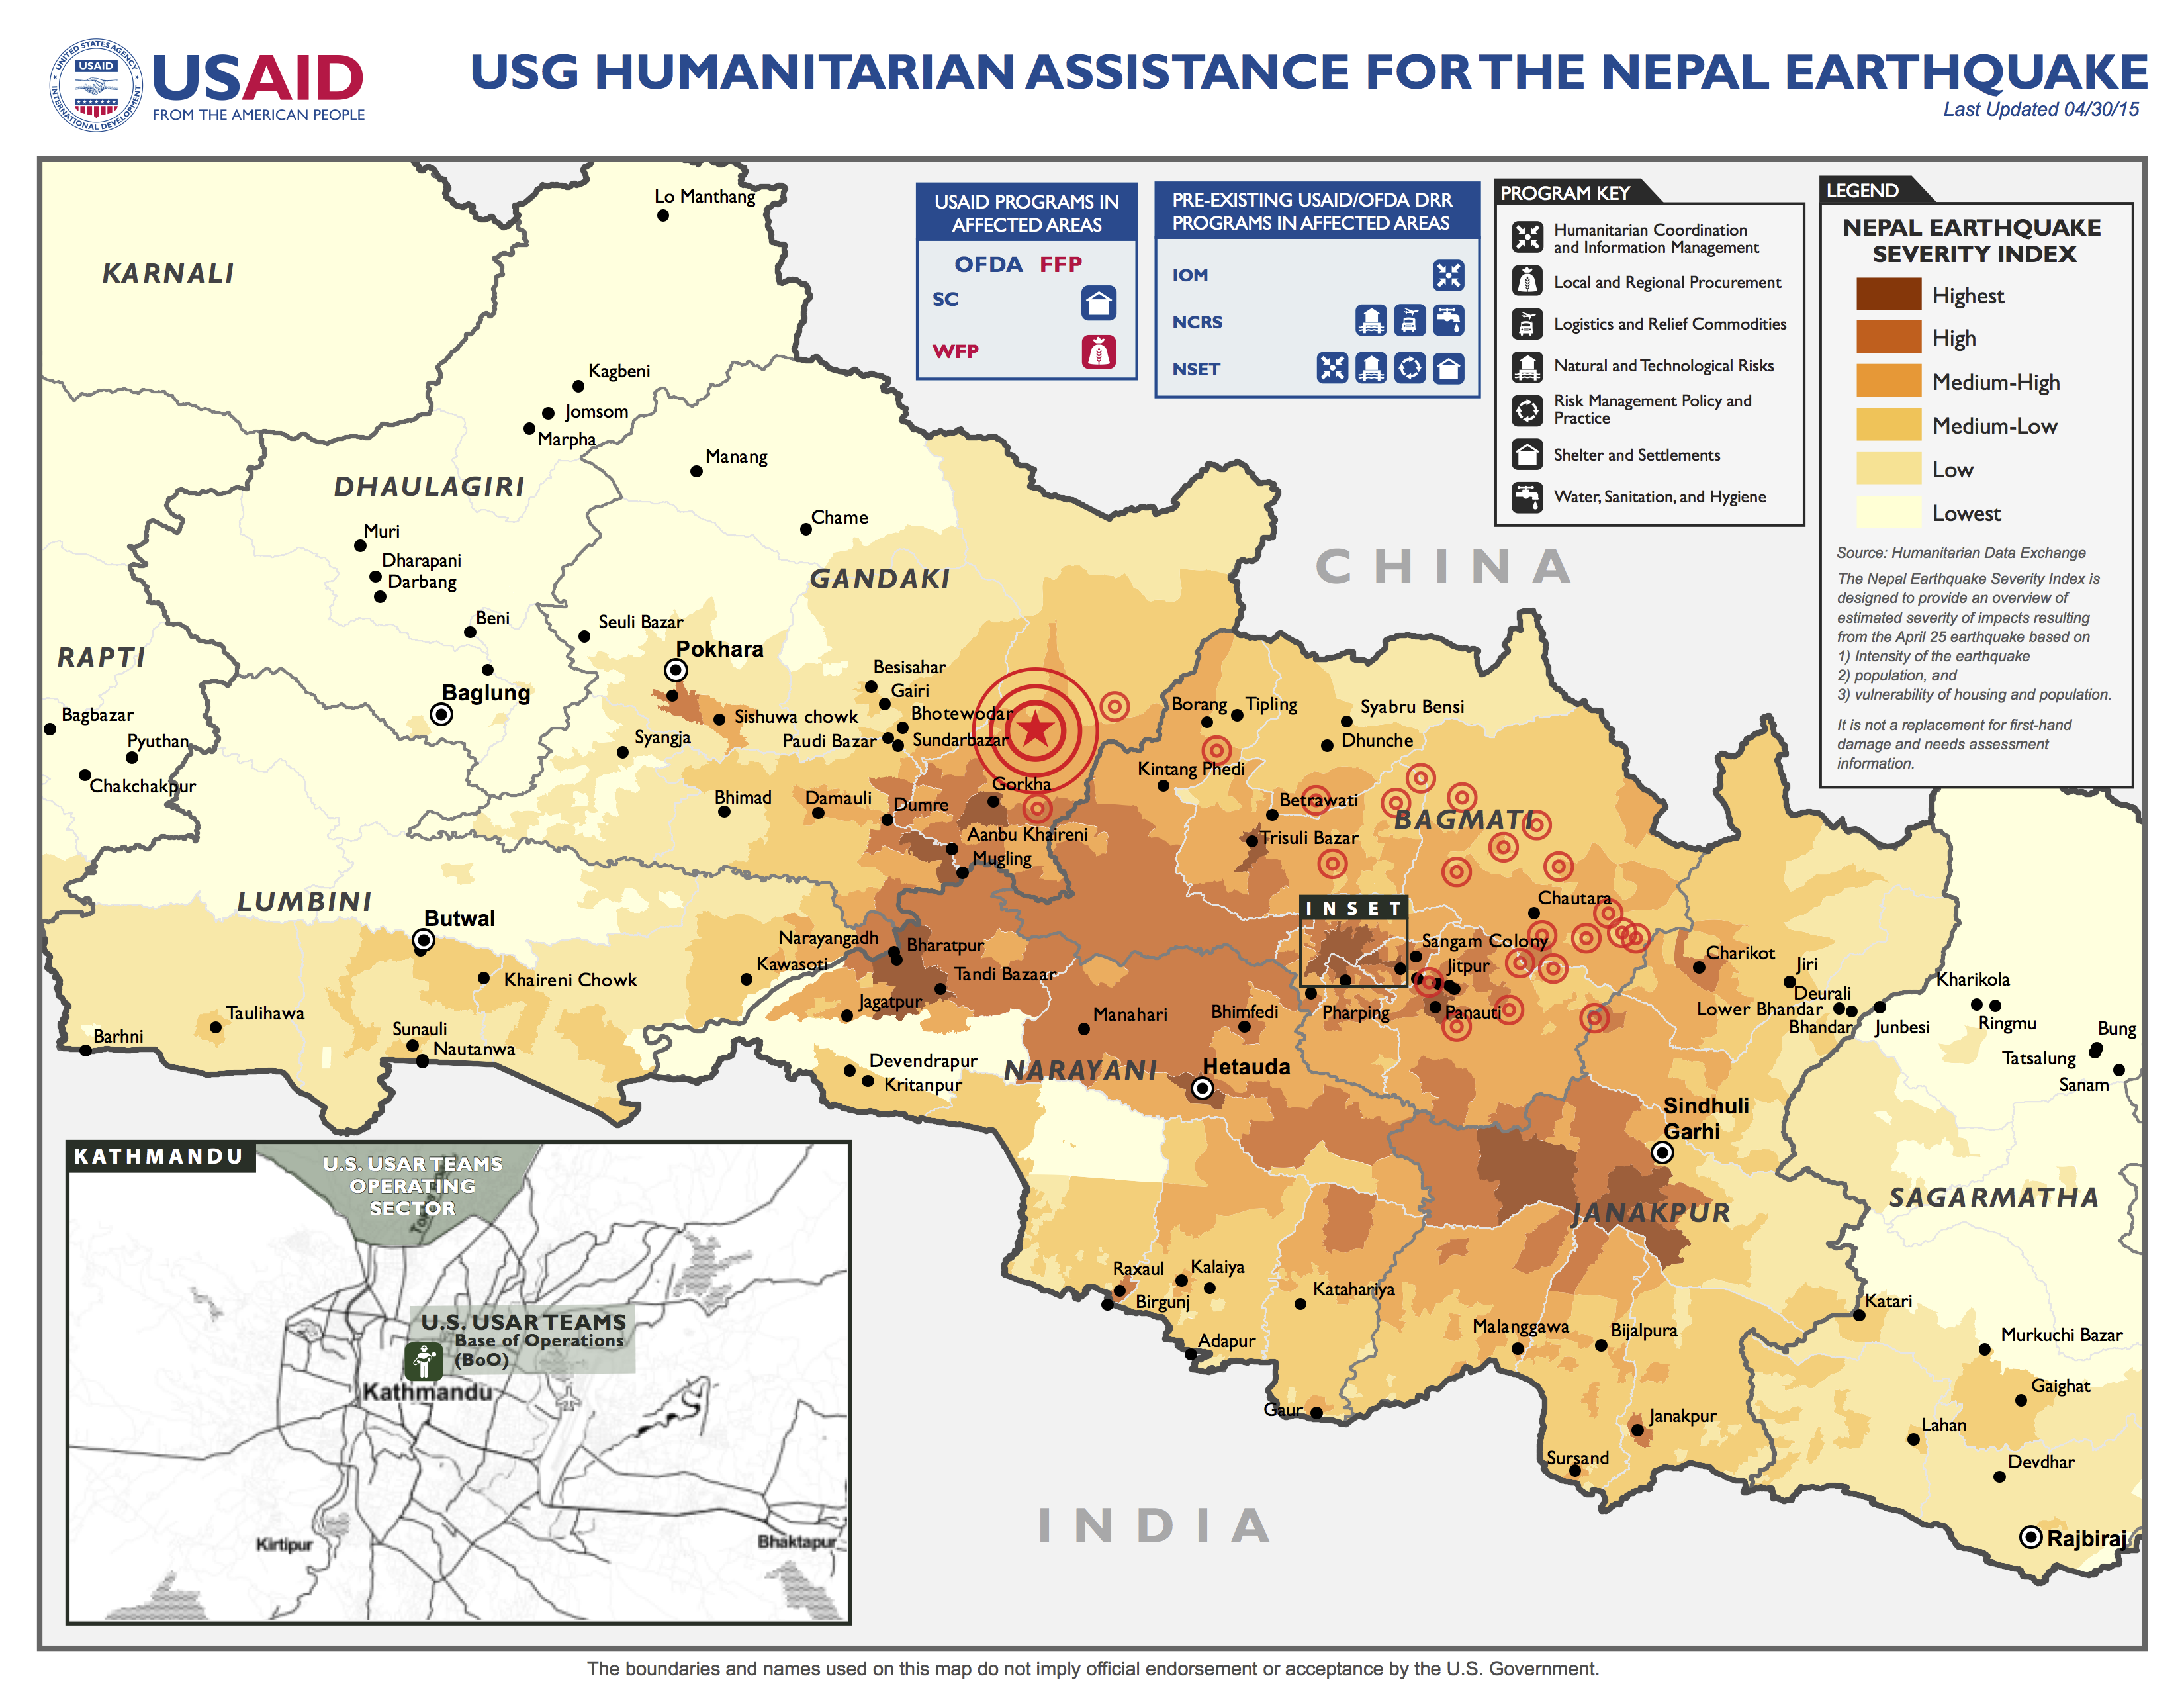 UNITED STATES AGENCY
USAID
INTERNATIONAL DEVELOPMENT
USAID
FROM THE AMERICAN PEOPLE
USG HUMANITARIAN ASSISTANCE FOR THE NEPAL EARTHQUAKE
Last Updated 04/30/15
USAID PROGRAMS IN
AFFECTED AREAS
OFDA FFP
SC
WFP
PRE-EXISTING USAID/OFDA DRR
PROGRAMS IN AFFECTED AREAS
IOM
NCRS
NSET
PROGRAM KEY
Humanitarian Coordination
and Information Management
Local and Regional Procurement
Logistics and Relief Commodities
Natural and Technological Risks
Risk Management Policy and
Practice
Shelter and Settlements
Water, Sanitation, and Hygiene
LEGEND
NEPAL EARTHQUAKE
SEVERITY INDEX
Highest
High
Medium-High
Medium-Low
Low
Lowest
Source: Humanitarian Data Exchange
The Nepal Earthquake Severity Index is
designed to provide an overview of
estimated severity of impacts resulting
from the April 25 earthquake based on
1) Intensity of the earthquake
2) population, and
3) vulnerability of housing and population.
It is not a replacement for first-hand
damage and needs assessment
information.
Lo Manthang
KARNALI
Kagbeni
Jomsom
Marpha
Manang
DHAULAGIRI
Chame
Muri
Dharapani
Darbang
GANDAKI
CHINA
Beni
Seuli Bazar
Pokhara
RAPTI
Besisahar
Gairi
Baglung
Bhotewodar
Sishuwa chowk
Bagbazar
Paudi Bazar
Sundarbazar
Syangja
Pyuthan
Chakchakpur
Borang
Tipling
Syabru Bensi
Dhunche
Kintang Phedi
Gorkha
Bhimad
Damauli
Dumre
Betrawati
BAGMATI
Aanbu Khaireni
Trisuli Bazar
Mugling
LUMBINI
Butwal
Chautara
INSET
Narayangadh
Bharatpur
Sangam Colony
Charikot
Kawasoti
Tandi Bazaar
Jitpur
Jiri
Khaireni Chowk
Deurali
Kharikola
Jagatpur
Manahari
Bhimfedi
Pharping
Panauti
Lower Bhandar
Bhandar
Junbesi
Ringmu
Taulihawa
Barhni
Sunauli
Nautanwa
Bung
Tatsalung
Sanam
Devendrapur
Kritanpur
NARAYANI
Hetauda
Sindhuli
Garhi
SAGARMATHA
JANAKPUR
Raxaul
Kalaiya
Birgunj
Katahariya
Katari
Malanggawa
Bijalpura
Adapur
Murkuchi Bazar
Gaur
Gaighat
Janakpur
Lahan
Sursand
Devdhar
INDIA
Rajbiraj
KATHMANDU
U.S. USAR TEAMS
OPERATING
SECTOR
U.S. USAR TEAMS
Base of Operations
(BoO)
Kathmandu
Kirtipur
Bhaktapur
The boundaries and names used on this map do not imply official endorsement or acceptance by the U.S. Government.